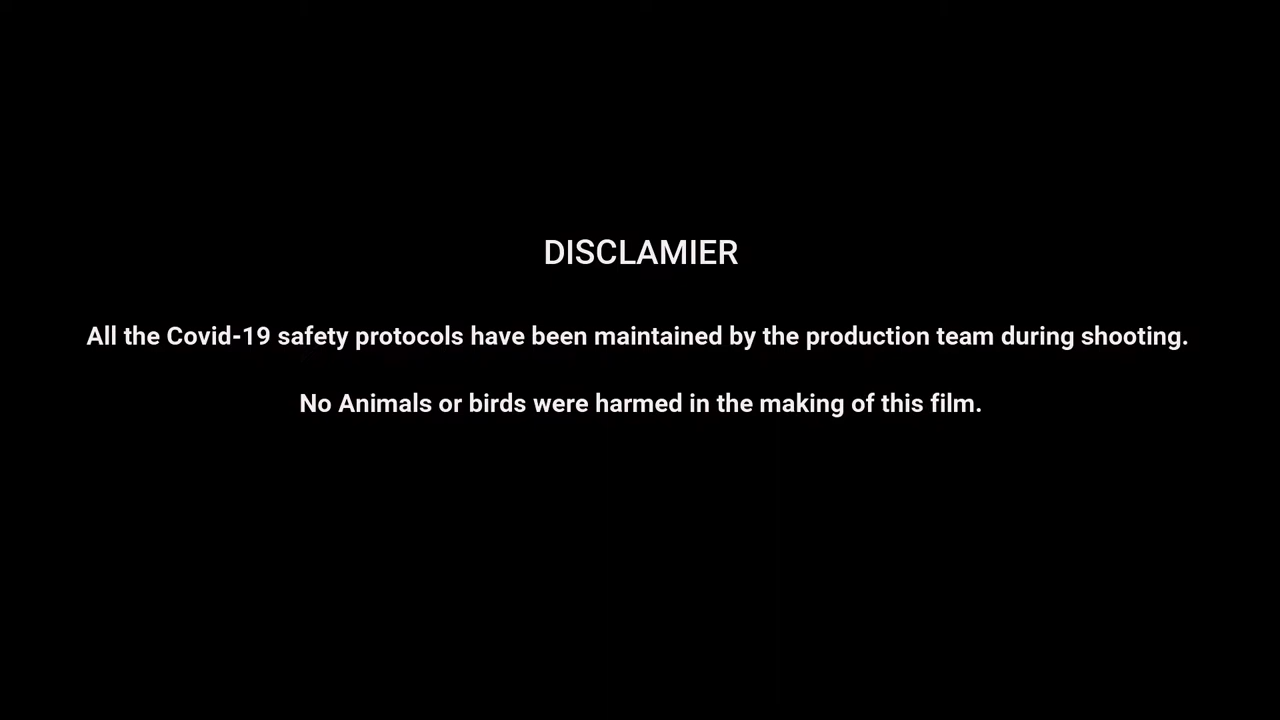 DISCLAMIER
All the Covid-19 safety protocols have been maintained by the production team during shooting.
No Animals or birds were harmed in the making of this film.